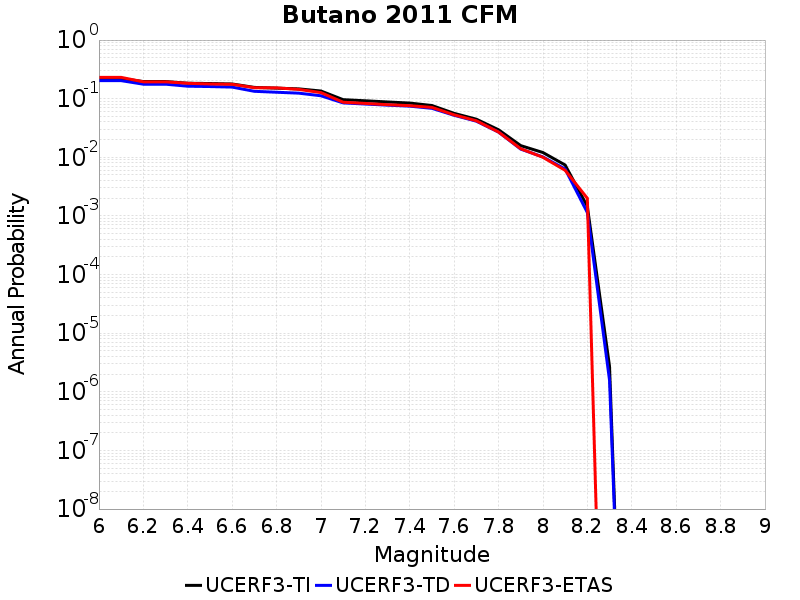 Butano 2011 CFM
Annual Probability
10^0
10^-1
10^-2
10^-3
10^-4
10^-5
10^-6
10^-7
10^-8
6 6.2 6.4 6.6 6.8 7 7.2 7.4 7.6 7.8 8 8.2 8.4 8.6 8.8 9
Magnitude
UCERF3-TI UCERF3-TD UCERF3-ETAS